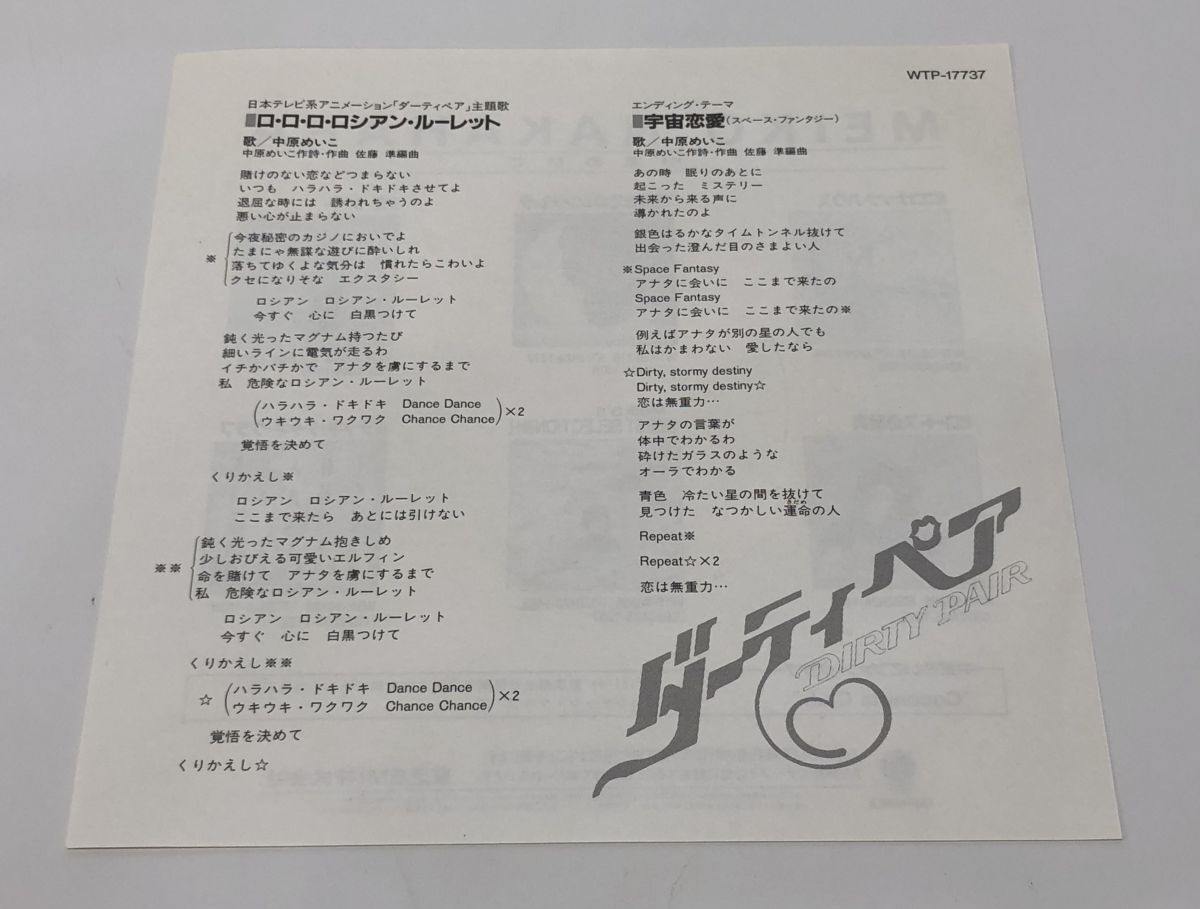 WTP-17737
日本テレビ系アニメーション「ダーティペア」主題歌
ロ・ロ・ロ・ロシアン・ルーレット
歌／中原めいこ
中原めいこ作詩・作曲 佐藤 準編曲
賭けのない恋などつまらない
いつも ハラハラ・ドキドキさせてよ
退屈な時には 誘われちゃうのよ
悪い心が止まらない
今夜秘密のカジノにおいでよ
たまにゃ無謀な遊びに酔いしれ
※ 落ちてゆくよな気分は 慣れたらこわいよ
クセになりそな エクスタシー
ロシアン ロシアン・ルーレット
今すぐ 心に 白黒つけて
鈍く光ったマグナム持つたび
細いラインに電気が走るわ
イチかバチかで アナタを虜にするまで
私 危険なロシアン・ルーレット
(ハラハラ・ドキドキ Dance Dance
ウキウキ・ワクワク Chance Chance)×2
覚悟を決めて
くりかえし※
ロシアン ロシアン・ルーレット
ここまで来たら あとには引けない
鈍く光ったマグナム抱きしめ
少しおびえる可愛いエルフィン
※※ 命を賭けて アナタを虜にするまで
私 危険なロシアン・ルーレット
ロシアン ロシアン・ルーレット
今すぐ 心に 白黒つけて
くりかえし※※
☆(ハラハラ・ドキドキ Dance Dance
ウキウキ・ワクワク Chance Chance)×2
覚悟を決めて
くりかえし☆
エンディング・テーマ
宇宙恋愛(スペース・ファンタジー)
歌／中原めいこ
中原めいこ作詩・作曲 佐藤 準編曲
あの時 眠りのあとに
起こった ミステリー
未来から来る声に
導かれたのよ
銀色はるかなタイムトンネル抜けて
出会った澄んだ目のさまよい人
※Space Fantasy
アナタに会いに ここまで来たの
Space Fantasy
アナタに会いに ここまで来たの※
例えばアナタが別の星の人でも
私はかまわない 愛したなら
☆Dirty, stormy destiny
Dirty, stormy destiny☆
恋は無重力…
アナタの言葉が
体中でわかるわ
砕けたガラスのような
オーラでわかる
青色 冷たい星の間を抜けて
さだめ
見つけた なつかしい運命の人
Repeat※
Repeat☆×2
恋は無重力…
ダーティペア
DIRTY PAIR